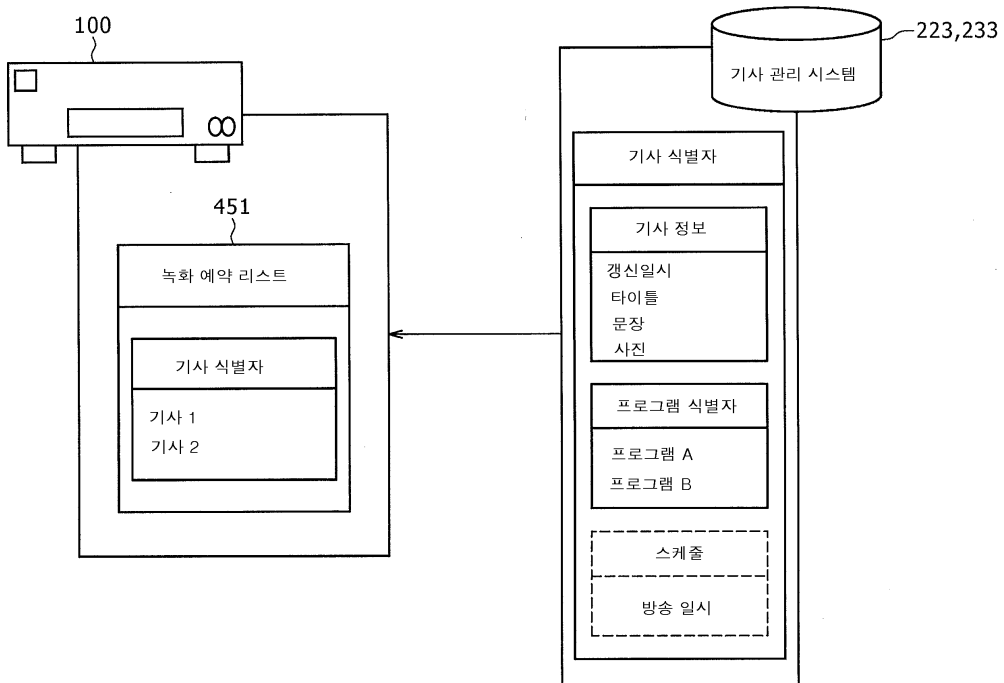 100
451
녹화 예약 리스트
기사 식별자
기사 1
기사 2
223,233
기사 관리 시스템
기사 식별자
기사 정보
갱신일시
타이틀
문장
사진
프로그램 식별자
프로그램 A
프로그램 B
스케줄
방송 일시